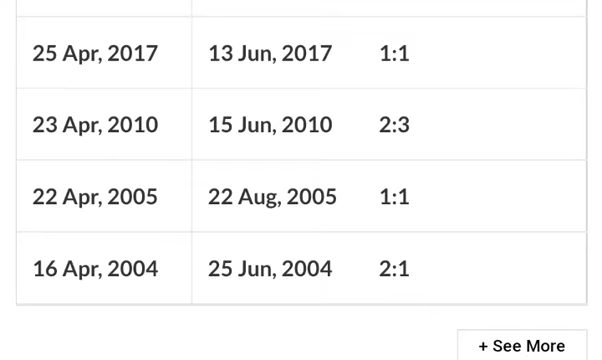 25 Apr, 2017 13 Jun, 2017 1:1
23 Apr, 2010 15 Jun, 2010 2:3
22 Apr, 2005 22 Aug, 2005 1:1
16 Apr, 2004 25 Jun, 2004 2:1
+ See More